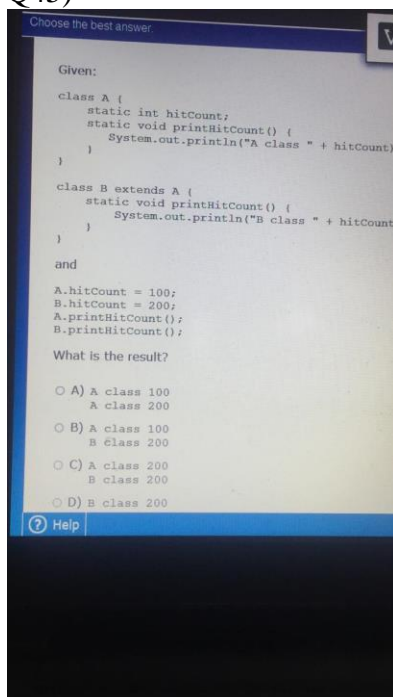 Choose the best answer.
Given:
class A {
static int hitCount;
static void printHitCount() {
System.out.println("A class " + hitCount)
}
}
class B extends A {
static void printHitCount() {
System.out.println("B class " + hitCount
}
}
and
A.hitCount = 100;
B.hitCount = 200;
A.printHitCount();
B.printHitCount();
What is the result?
A) A class 100
A class 200
B) A class 100
B class 200
C) A class 200
B class 200
D) B class 200
? Help